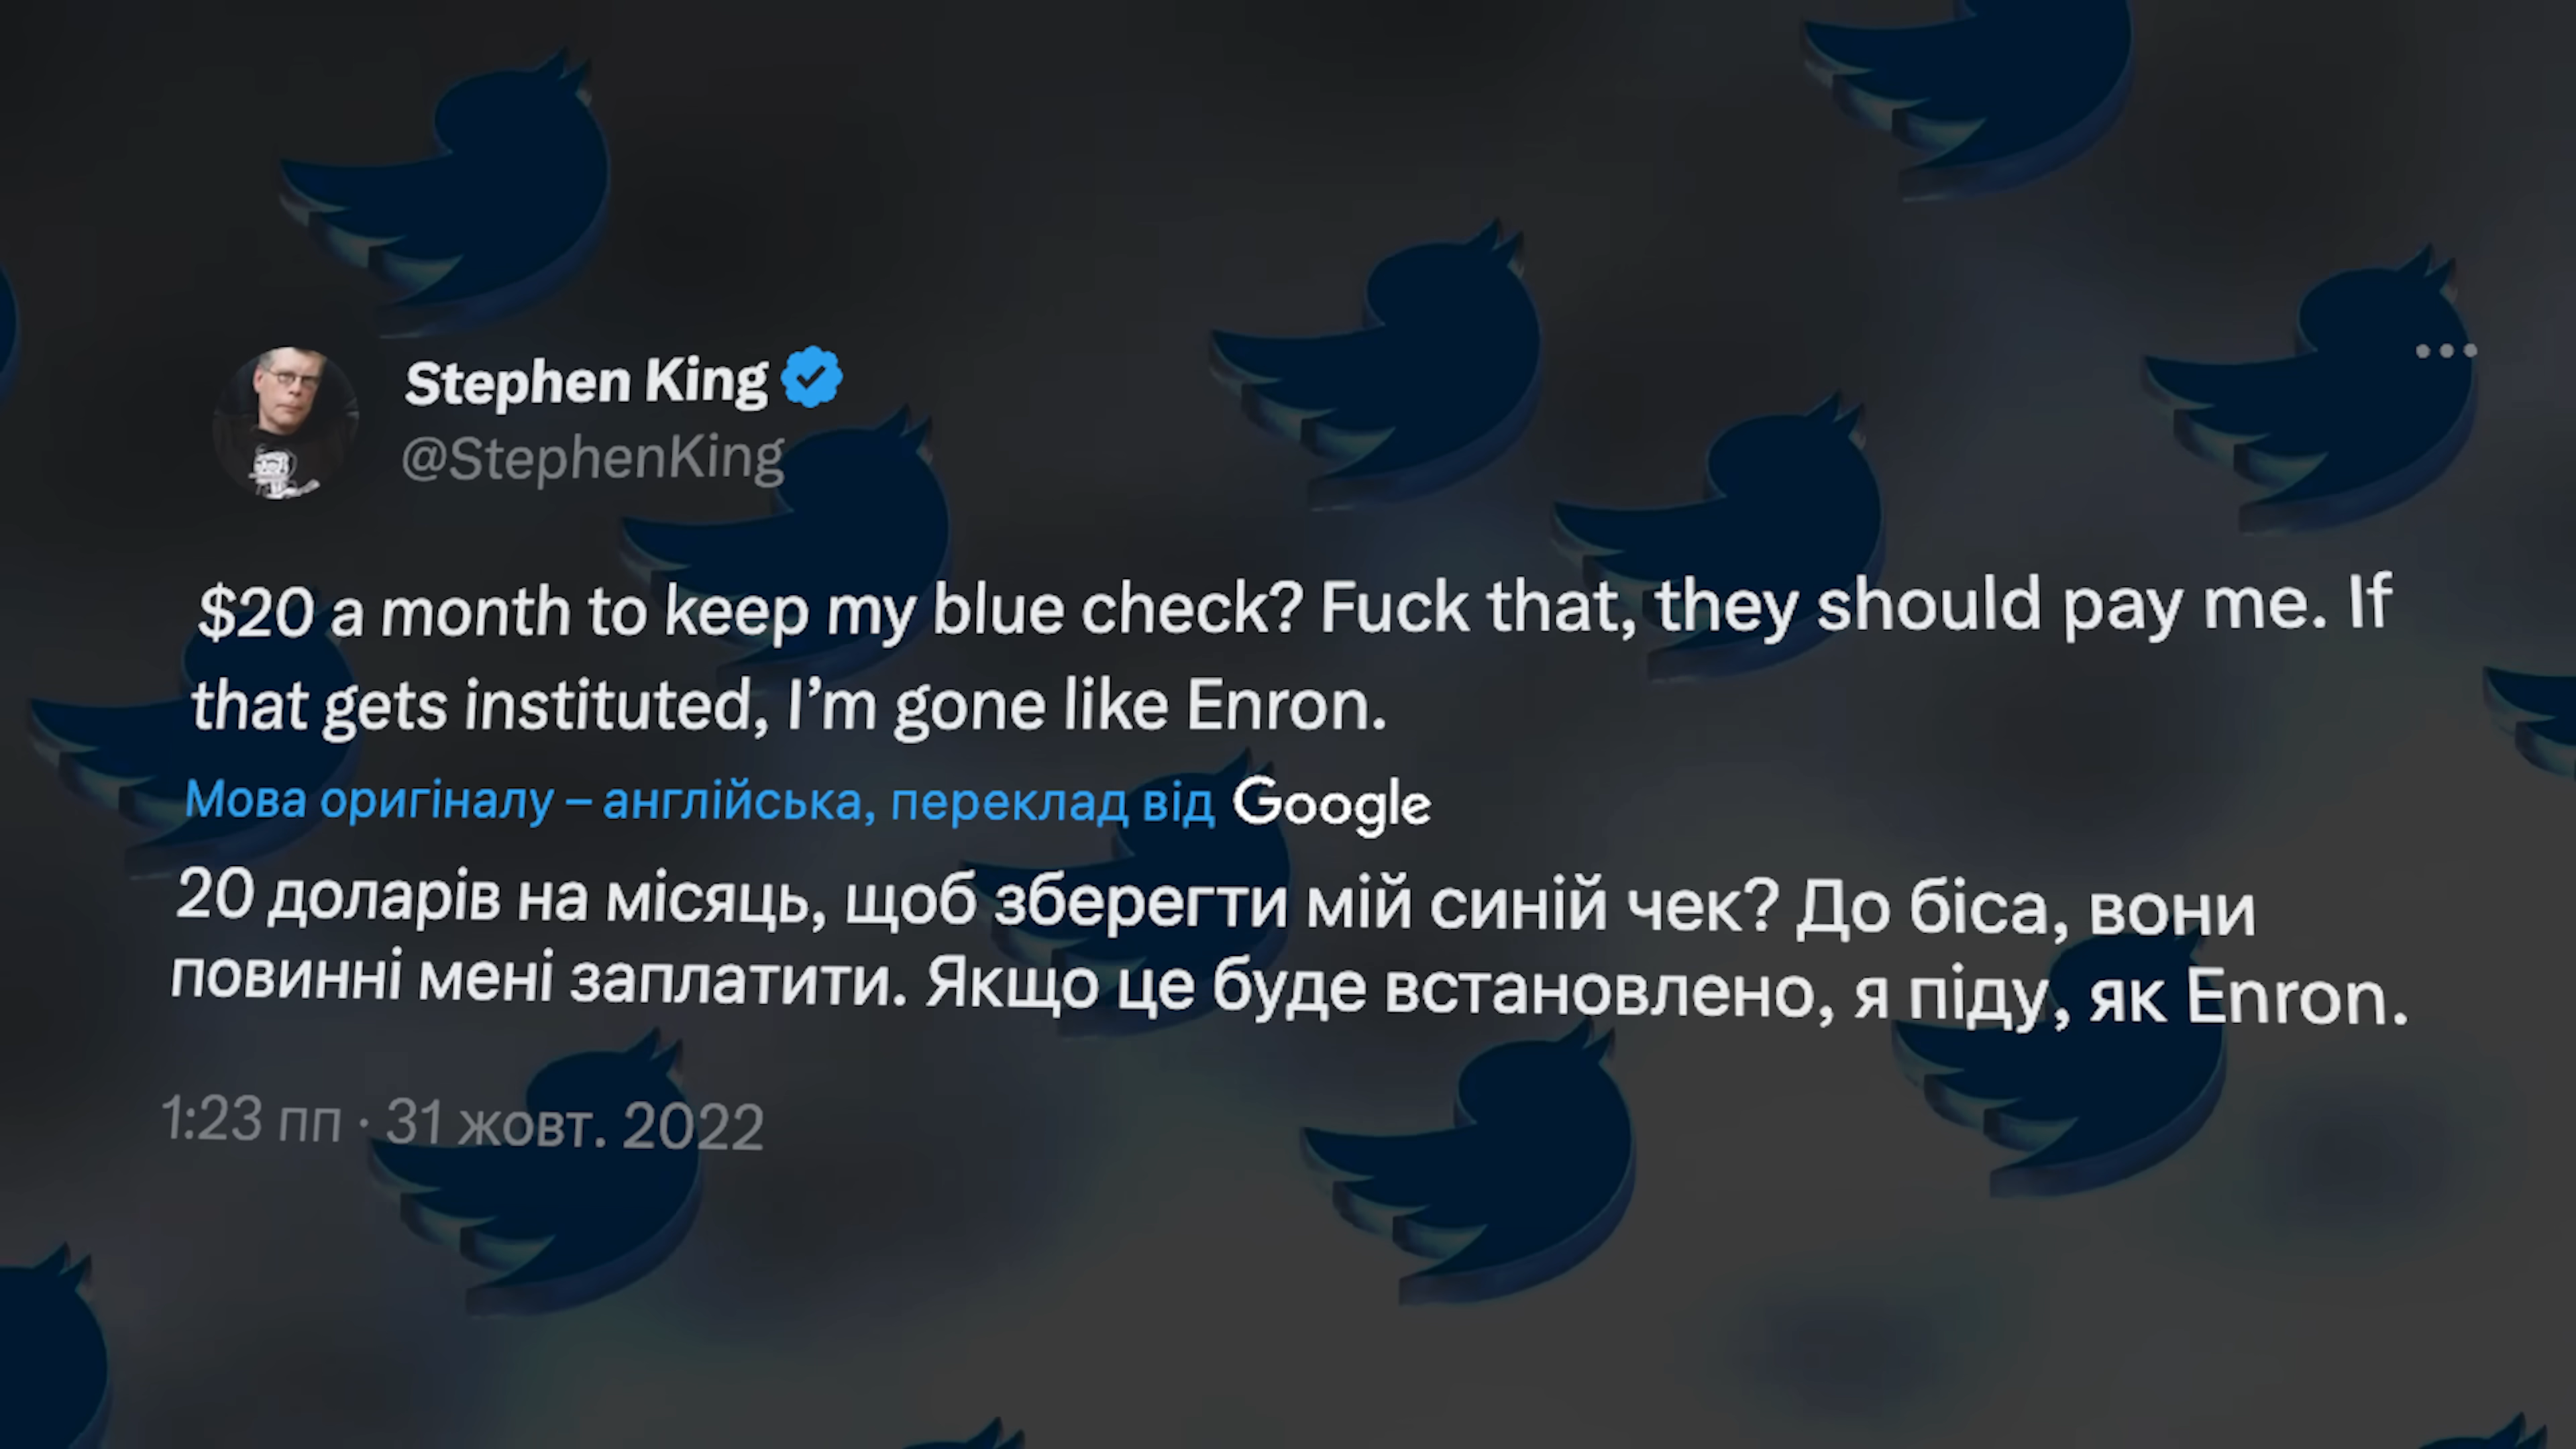 Stephen King
@StephenKing
$20 a month to keep my blue check? Fuck that, they should pay me. If
that gets instituted, I’m gone like Enron.
Мова оригіналу – англійська, переклад від Google
20 доларів на місяць, щоб зберегти мій синій чек? До біса, вони
повинні мені заплатити. Якщо це буде встановлено, я піду, як Enron.
1:23 пп · 31 жовт. 2022